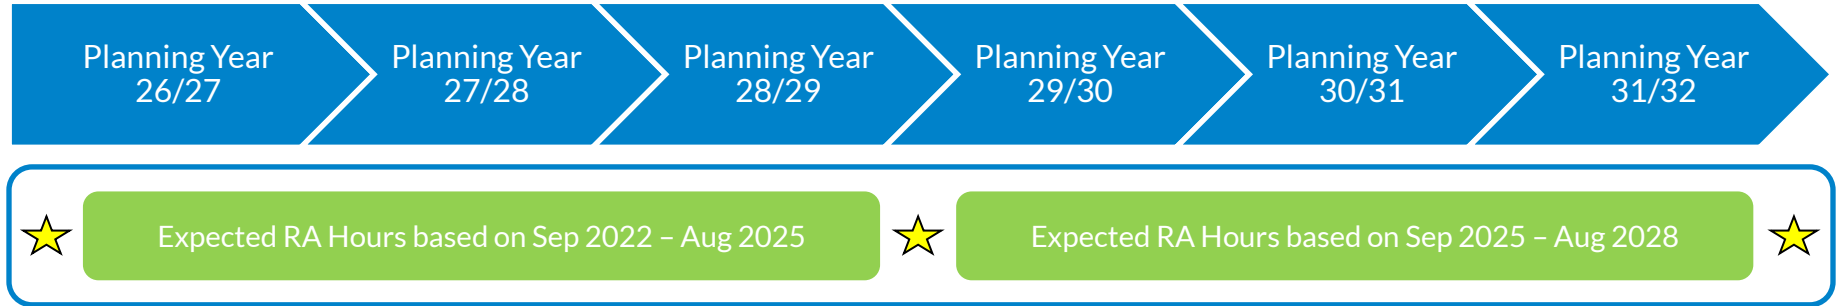 Planning Year
26/27
Planning Year
27/28
Planning Year
28/29
Planning Year
29/30
Planning Year
30/31
Planning Year
31/32
Expected RA Hours based on Sep 2022 – Aug 2025
Expected RA Hours based on Sep 2025 – Aug 2028